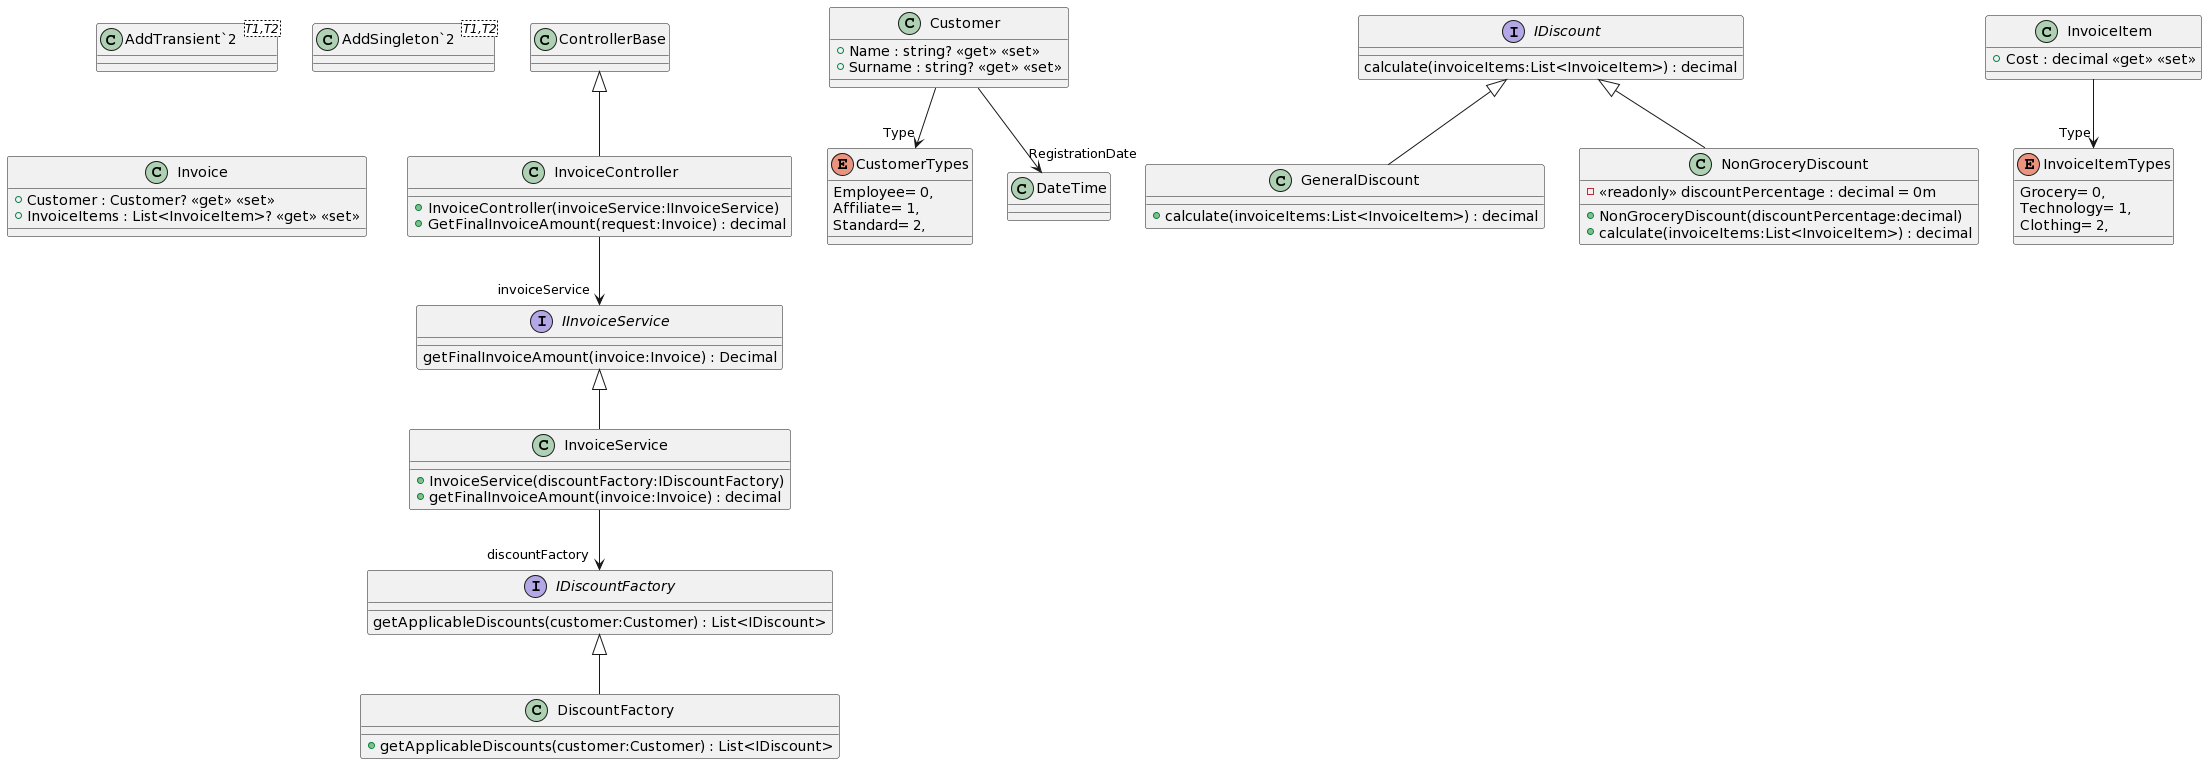 C AddTransient`2 T1,T2
C AddSingleton`2 T1,T2
C ControllerBase
C Customer
Name : string? «get» «set»
Surname : string? «get» «set»
I IDiscount
calculate(invoiceItems:List<InvoiceItem>) : decimal
C InvoiceItem
Cost : decimal «get» «set»
Type
RegistrationDate
Type
C Invoice
Customer : Customer? «get» «set»
InvoiceItems : List<InvoiceItem>? «get» «set»
C InvoiceController
InvoiceController(invoiceService:IInvoiceService)
GetFinalInvoiceAmount(request:Invoice) : decimal
E CustomerTypes
Employee= 0,
Affiliate= 1,
Standard= 2,
C DateTime
C GeneralDiscount
calculate(invoiceItems:List<InvoiceItem>) : decimal
C NonGroceryDiscount
«readonly» discountPercentage : decimal = 0m
NonGroceryDiscount(discountPercentage:decimal)
calculate(invoiceItems:List<InvoiceItem>) : decimal
E InvoiceItemTypes
Grocery= 0,
Technology= 1,
Clothing= 2,
invoiceService
I IInvoiceService
getFinalInvoiceAmount(invoice:Invoice) : Decimal
C InvoiceService
InvoiceService(discountFactory:IDiscountFactory)
getFinalInvoiceAmount(invoice:Invoice) : decimal
discountFactory
I IDiscountFactory
getApplicableDiscounts(customer:Customer) : List<IDiscount>
C DiscountFactory
getApplicableDiscounts(customer:Customer) : List<IDiscount>